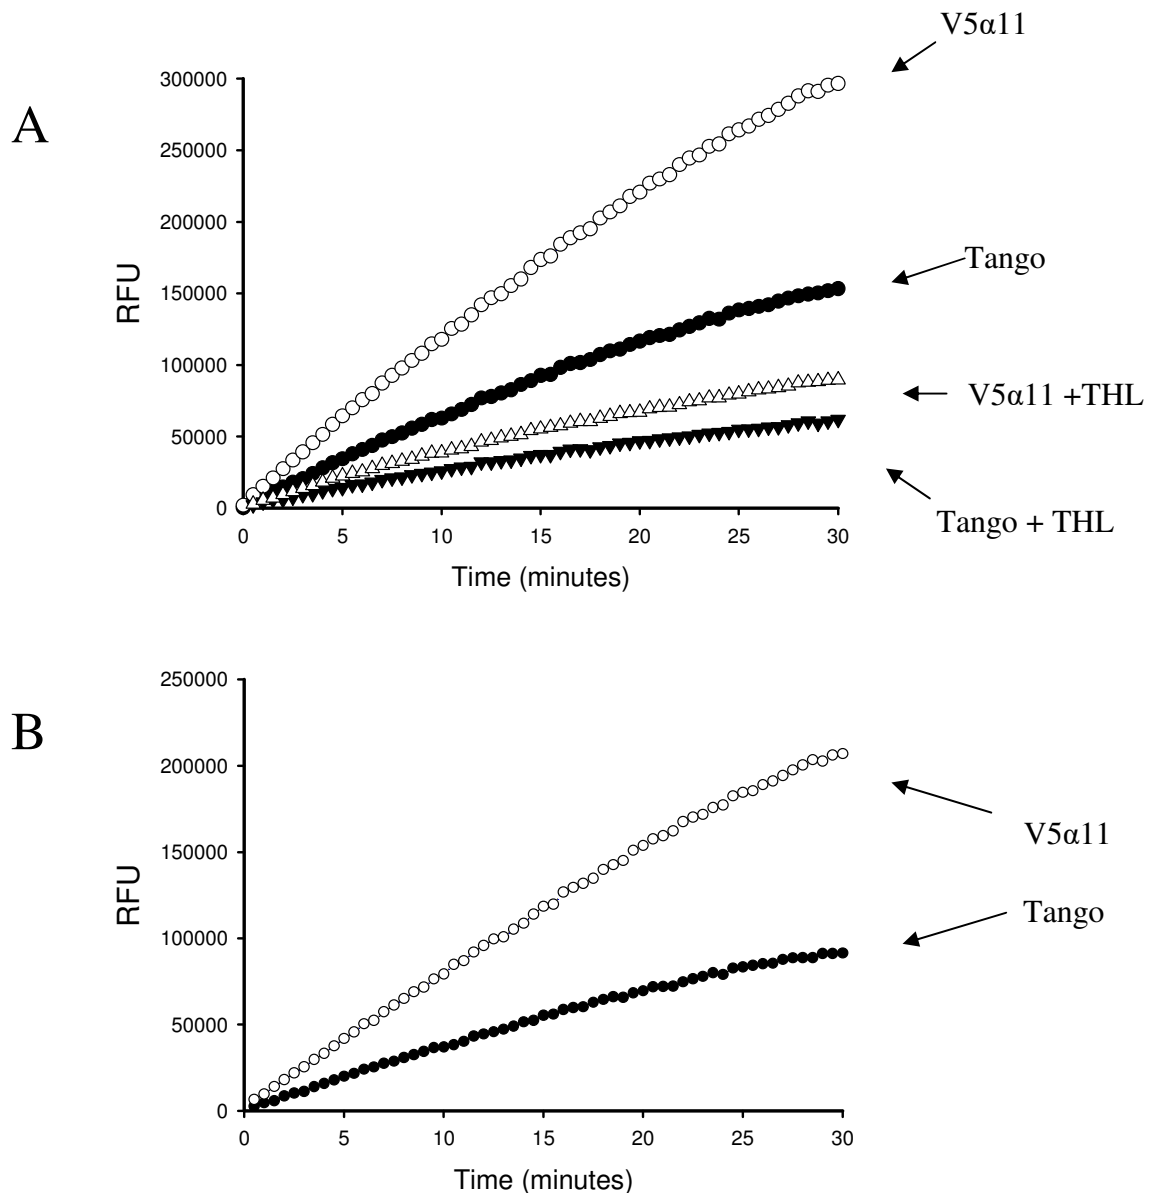 V5α11
A
300000
250000
200000
150000
100000
50000
0
RFU
0 5 10 15 20 25 30
Time (minutes)
Tango
V5α11 +THL
Tango + THL
B
250000
200000
150000
100000
50000
0
RFU
0 5 10 15 20 25 30
Time (minutes)
V5α11
Tango